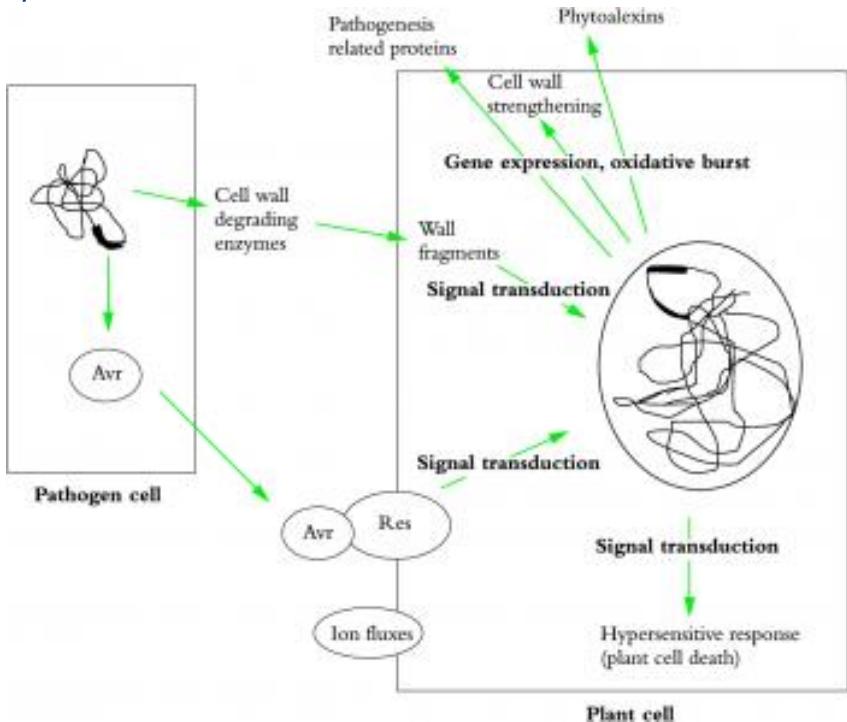 Pathogenesis
related proteins
Phytoalexins
Cell wall
strengthening
Gene expression, oxidative burst
Cell wall
degrading
enzymes
Wall
fragments
Signal transduction
Avr
Signal transduction
Pathogen cell
Avr
Res
Signal transduction
Ion fluxes
Hypersensitive response
(plant cell death)
Plant cell